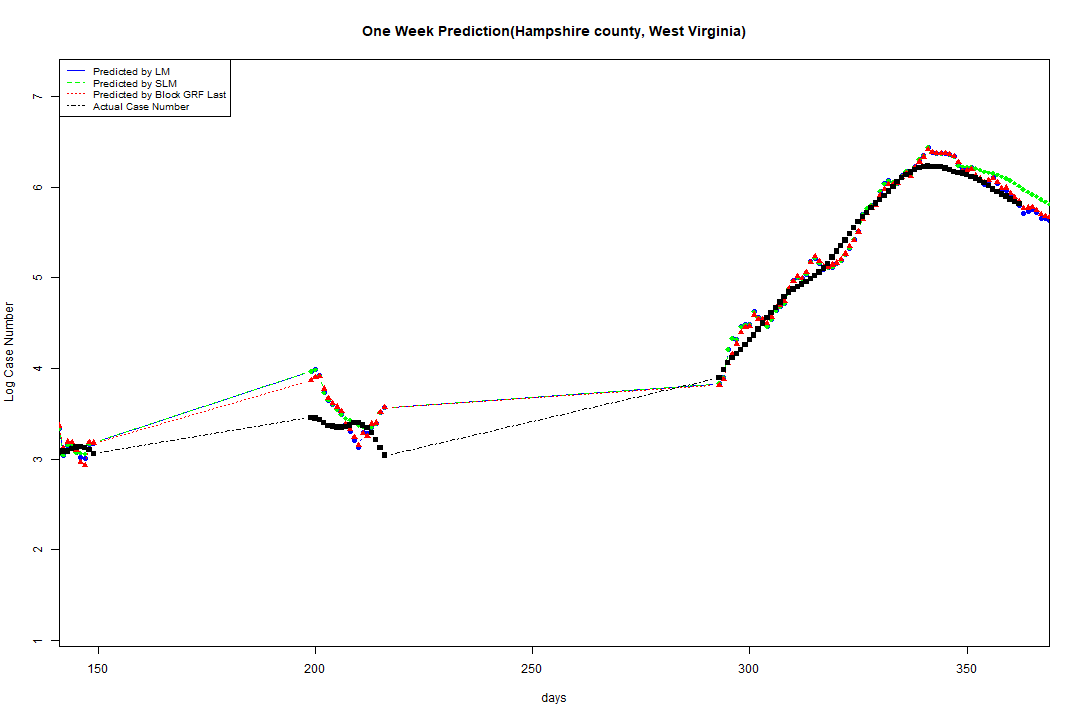 One Week Prediction(Hampshire county, West Virginia)
Predicted by LM
Predicted by SLM
Predicted by Block GRF Last
Actual Case Number
7
6
5
4
3
2
1
Log Case Number
150 200 250 300 350
days